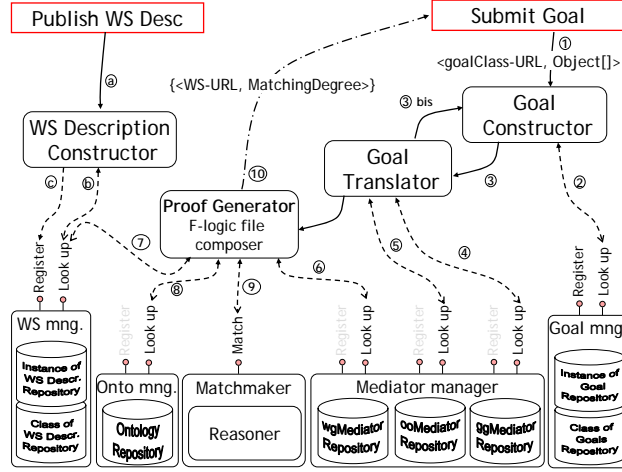 Publish WS Desc
Submit Goal
ⓐ
①
{<WS-URL, MatchingDegree>}
<goalClass-URL, Object[]>
③ bis
WS Description
Constructor
Goal
Constructor
Goal
Translator
ⓒ
ⓑ
⑩
③
②
Proof Generator
F-logic file
composer
⑦
⑧
⑨
⑥
⑤
④
Register
Look up
Register
Look up
Match
Register
Look up
Register
Look up
Register
Look up
Register
Look up
WS mng.
Instance of
WS Descr.
Repository
Class of
WS Descr.
Repository
Onto mng.
Ontology
Repository
Matchmaker
Reasoner
Mediator manager
wgMediator
Repository
ooMediator
Repository
ggMediator
Repository
Goal mng.
Instance of
Goal
Repository
Class of
Goals
Repository